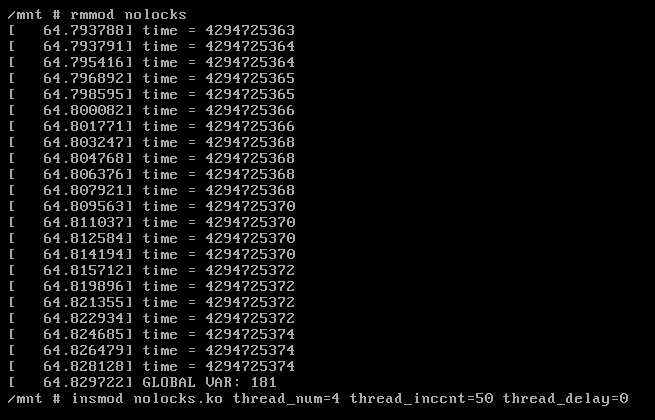 /mnt # rmmod nolocks
[   64.793788] time = 4294725363
[   64.793791] time = 4294725364
[   64.795416] time = 4294725364
[   64.796892] time = 4294725365
[   64.798595] time = 4294725365
[   64.800082] time = 4294725366
[   64.801771] time = 4294725366
[   64.803247] time = 4294725368
[   64.804768] time = 4294725368
[   64.806376] time = 4294725368
[   64.807921] time = 4294725368
[   64.809563] time = 4294725370
[   64.811037] time = 4294725370
[   64.812584] time = 4294725370
[   64.814194] time = 4294725370
[   64.815712] time = 4294725372
[   64.819896] time = 4294725372
[   64.821355] time = 4294725372
[   64.822934] time = 4294725372
[   64.824685] time = 4294725374
[   64.826479] time = 4294725374
[   64.828128] time = 4294725374
[   64.829722] GLOBAL VAR: 181
/mnt # insmod nolocks.ko thread_num=4 thread_inccnt=50 thread_delay=0